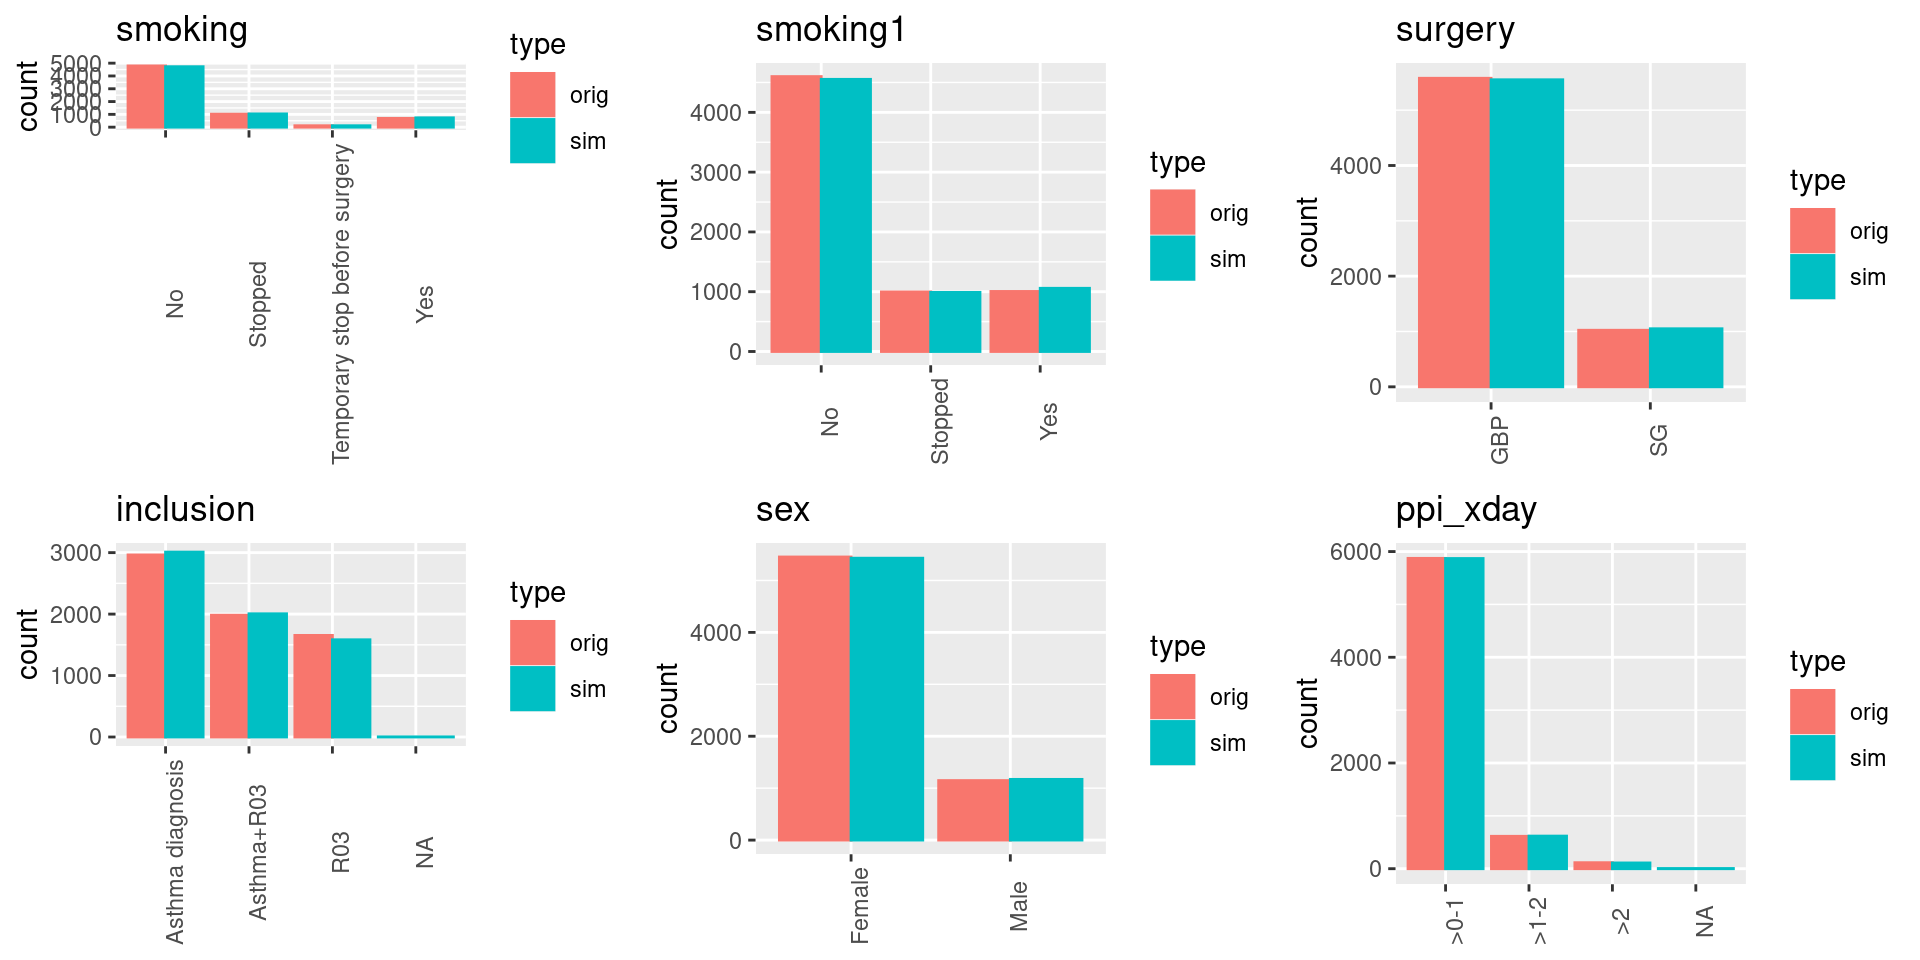 smoking
count
5000
4000
3000
2000
1000
0
No
Stopped
Temporary stop before surgery
Yes
type
orig
sim
smoking1
count
4000
3000
2000
1000
0
No
Stopped
Yes
type
orig
sim
surgery
count
4000
2000
0
GBP
SG
type
orig
sim
inclusion
count
3000
2000
1000
0
Asthma diagnosis
Asthma+R03
R03
NA
type
orig
sim
sex
count
4000
2000
0
Female
Male
type
orig
sim
ppi_xday
count
6000
4000
2000
0
>0-1
>1-2
>2
NA
type
orig
sim